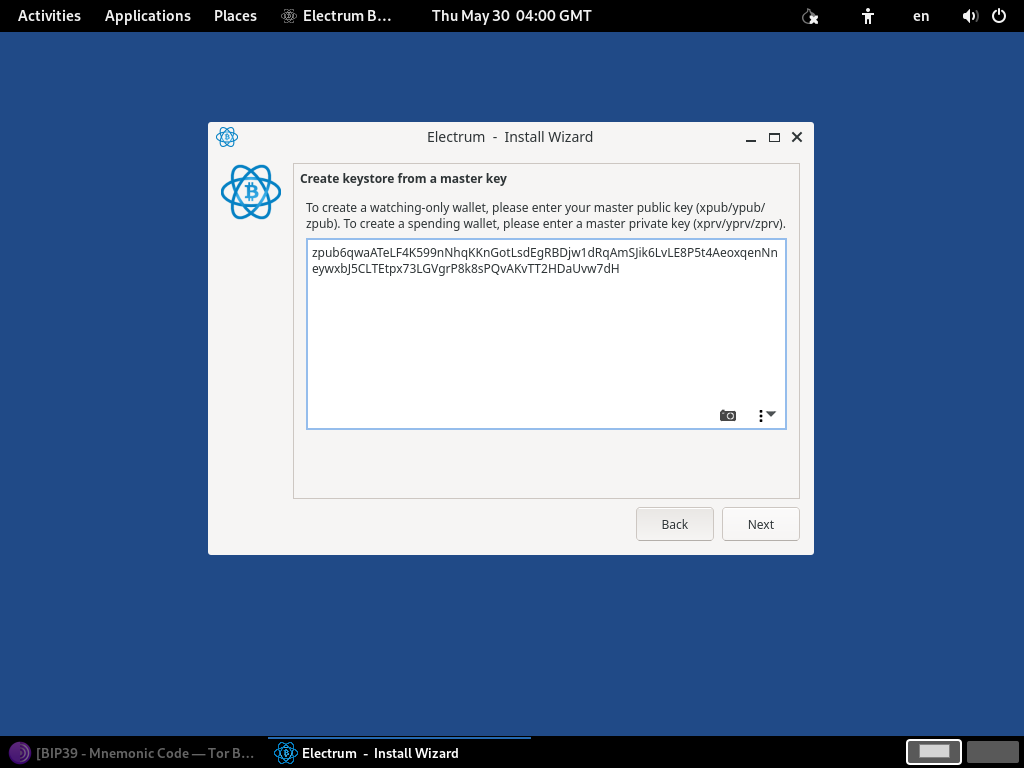 Activities Applications Places Electrum B... Thu May 30 04:00 GMT en
Electrum - Install Wizard
Create keystore from a master key
To create a watching-only wallet, please enter your master public key (xpub/ypub/
zpub). To create a spending wallet, please enter a master private key (xprv/yprv/zprv).
zpub6qwaATeLF4K599nNhqKKnGotLsdEgRBDjw1dRqAmSJik6LvLE8P5t4AeoxqenNn
eywxbJ5CLTEtpx73LGVgrP8k8sPQvAKvTT2HDaUvw7dH
Back Next
[BIP39 - Mnemonic Code — Tor B... Electrum - Install Wizard